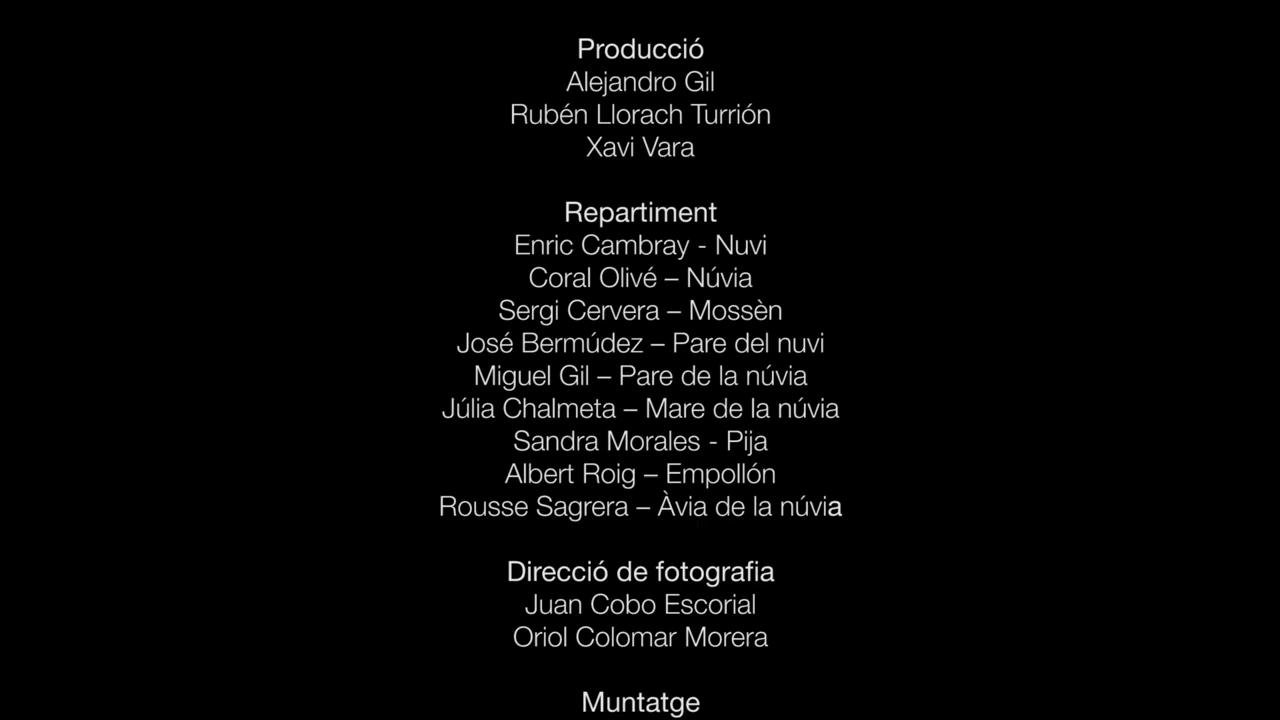 Producció
Alejandro Gil
Rubén Llorach Turrión
Xavi Vara
Repartiment
Enric Cambray - Nuvi
Coral Olivé – Núvia
Sergi Cervera – Mossèn
José Bermúdez – Pare del nuvi
Miguel Gil – Pare de la núvia
Júlia Chalmeta – Mare de la núvia
Sandra Morales - Pija
Albert Roig – Empollón
Rousse Sagrera – Àvia de la núvia
Direcció de fotografia
Juan Cobo Escorial
Oriol Colomar Morera
Muntatge